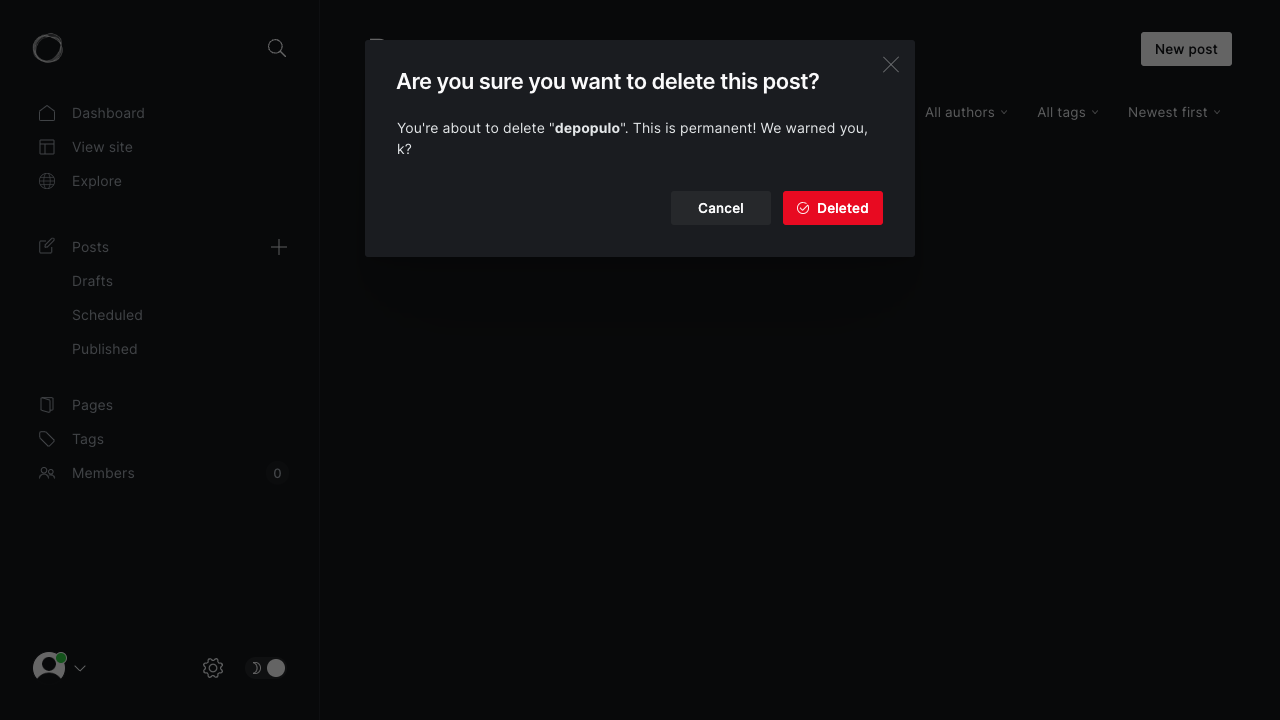 New post
Are you sure you want to delete this post?
You're about to delete "depopulo". This is permanent! We warned you,
k?
Cancel
Deleted
All authors
All tags
Newest first
Dashboard
View site
Explore
Posts
Drafts
Scheduled
Published
Pages
Tags
Members
0